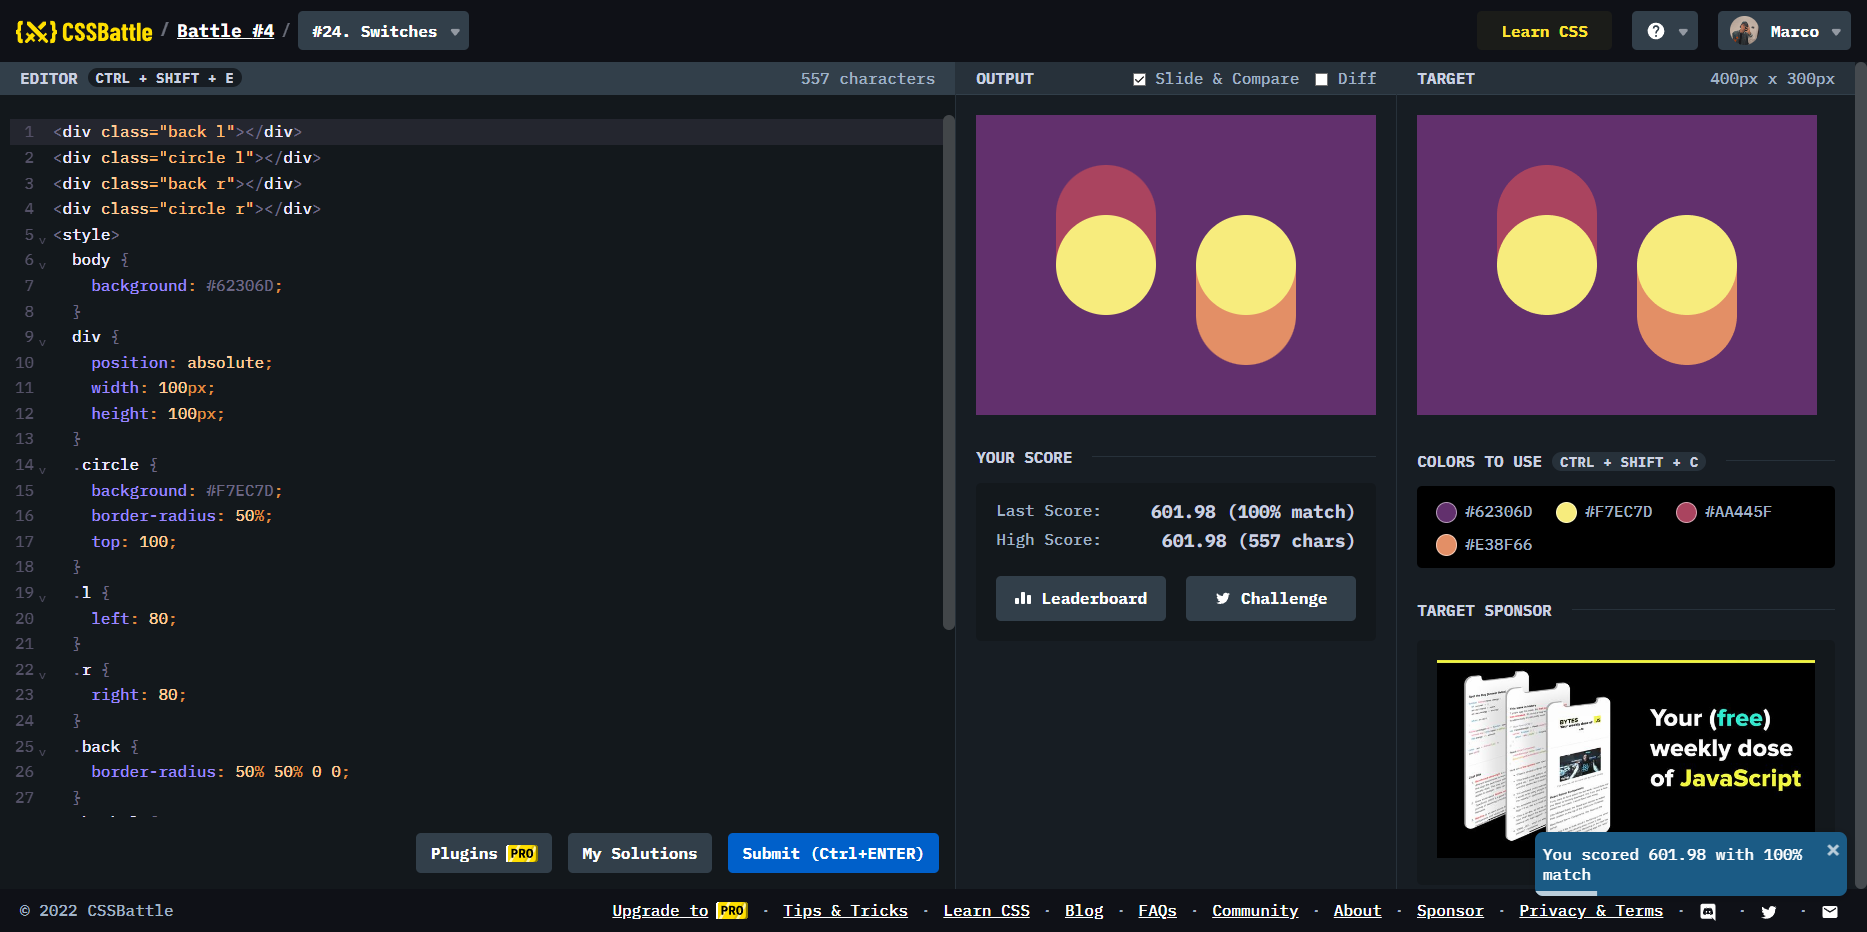 CSSBattle / Battle #4 / #24. Switches
Learn CSS
?
Marco
EDITOR CTRL + SHIFT + E
557 characters
1 <div class="back l"></div>
2 <div class="circle l"></div>
3 <div class="back r"></div>
4 <div class="circle r"></div>
5 <style>
6 body {
7 background: #62306D;
8 }
9 div {
10 position: absolute;
11 width: 100px;
12 height: 100px;
13 }
14 .circle {
15 background: #F7EC7D;
16 border-radius: 50%;
17 top: 100;
18 }
19 .l {
20 left: 80;
21 }
22 .r {
23 right: 80;
24 }
25 .back {
26 border-radius: 50% 50% 0 0;
27 }
Plugins PRO
My Solutions
Submit (Ctrl+ENTER)
OUTPUT
Slide & Compare
Diff
YOUR SCORE
Last Score: 601.98 (100% match)
High Score: 601.98 (557 chars)
Leaderboard
Challenge
TARGET
400px x 300px
COLORS TO USE CTRL + SHIFT + C
#62306D #F7EC7D #AA445F
#E38F66
TARGET SPONSOR
BYTES
Your (free)
weekly dose
of JavaScript
You scored 601.98 with 100%
match
© 2022 CSSBattle
Upgrade to PRO · Tips & Tricks · Learn CSS · Blog · FAQs · Community · About · Sponsor · Privacy & Terms · · ·